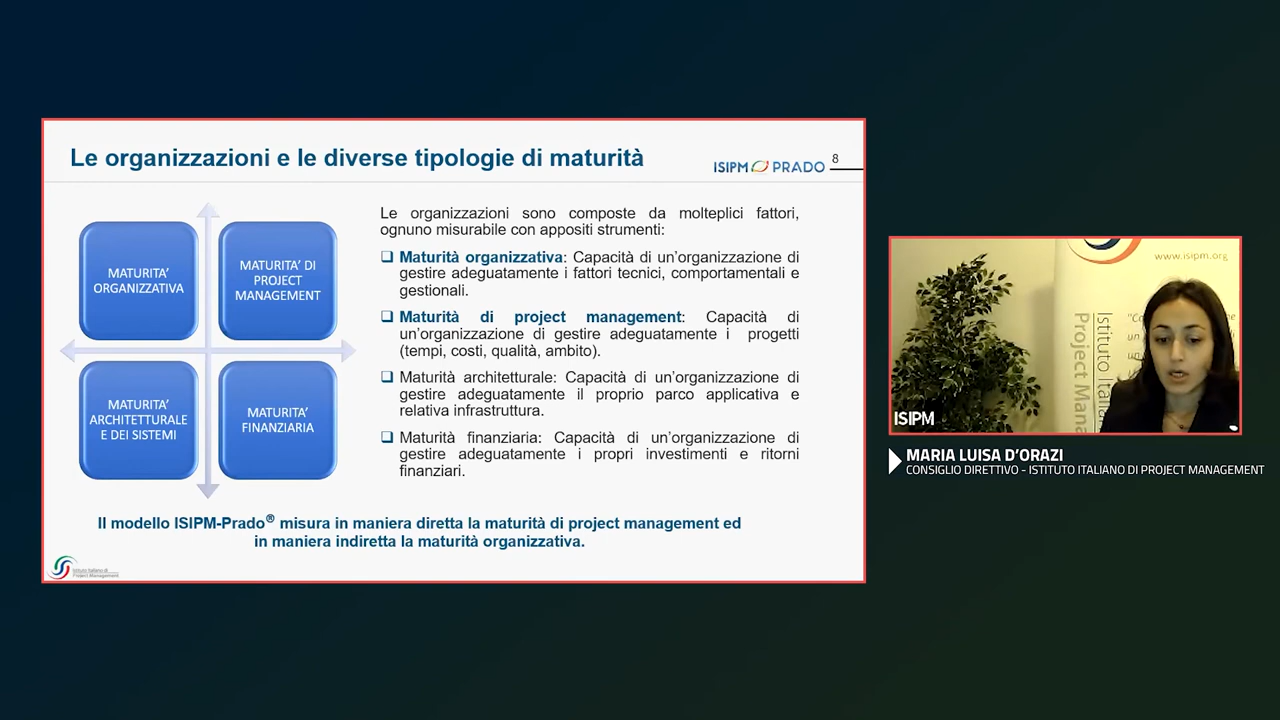 Le organizzazioni e le diverse tipologie di maturità
ISIPM PRADO
8
MATURITA'
ORGANIZZATIVA
MATURITA' DI
PROJECT
MANAGEMENT
MATURITA'
ARCHITETTURALE
E DEI SISTEMI
MATURITA'
FINANZIARIA
Le organizzazioni sono composte da molteplici fattori,
ognuno misurabile con appositi strumenti:
❑ Maturità organizzativa: Capacità di un'organizzazione di
gestire adeguatamente i fattori tecnici, comportamentali e
gestionali.
❑ Maturità di project management: Capacità di
un'organizzazione di gestire adeguatamente i progetti
(tempi, costi, qualità, ambito).
❑ Maturità architetturale: Capacità di un'organizzazione di
gestire adeguatamente il proprio parco applicativa e
relativa infrastruttura.
❑ Maturità finanziaria: Capacità di un'organizzazione di
gestire adeguatamente i propri investimenti e ritorni
finanziari.
Il modello ISIPM-Prado® misura in maniera diretta la maturità di project management ed
in maniera indiretta la maturità organizzativa.
Istituto Italiano di
Project Management
www.isipm.org
Istituto Italia
Project Mana
"Co
un
ISIPM
MARIA LUISA D'ORAZI
CONSIGLIO DIRETTIVO - ISTITUTO ITALIANO DI PROJECT MANAGEMENT